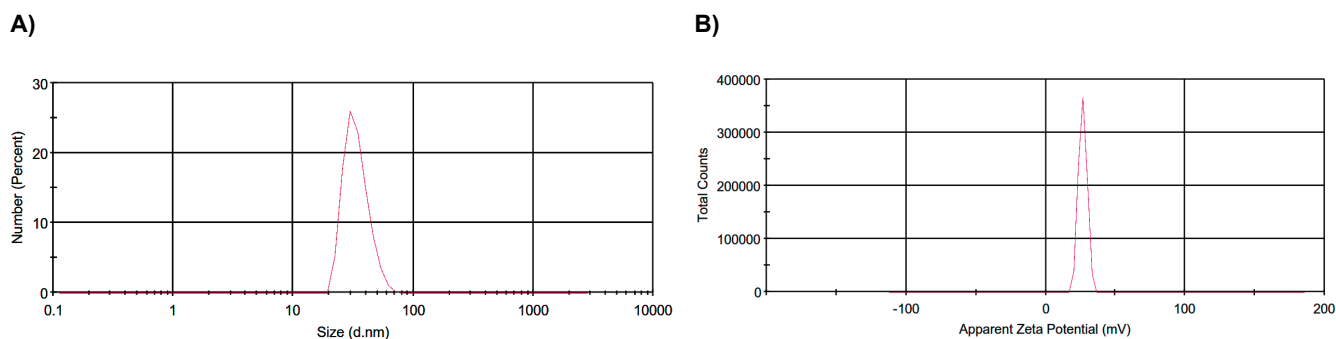 A)
Number (Percent)
30
20
10
0
0.1 1 10 100 1000 10000
Size (d.nm)
B)
Total Counts
400000
300000
200000
100000
0
-100 0 100 200
Apparent Zeta Potential (mV)